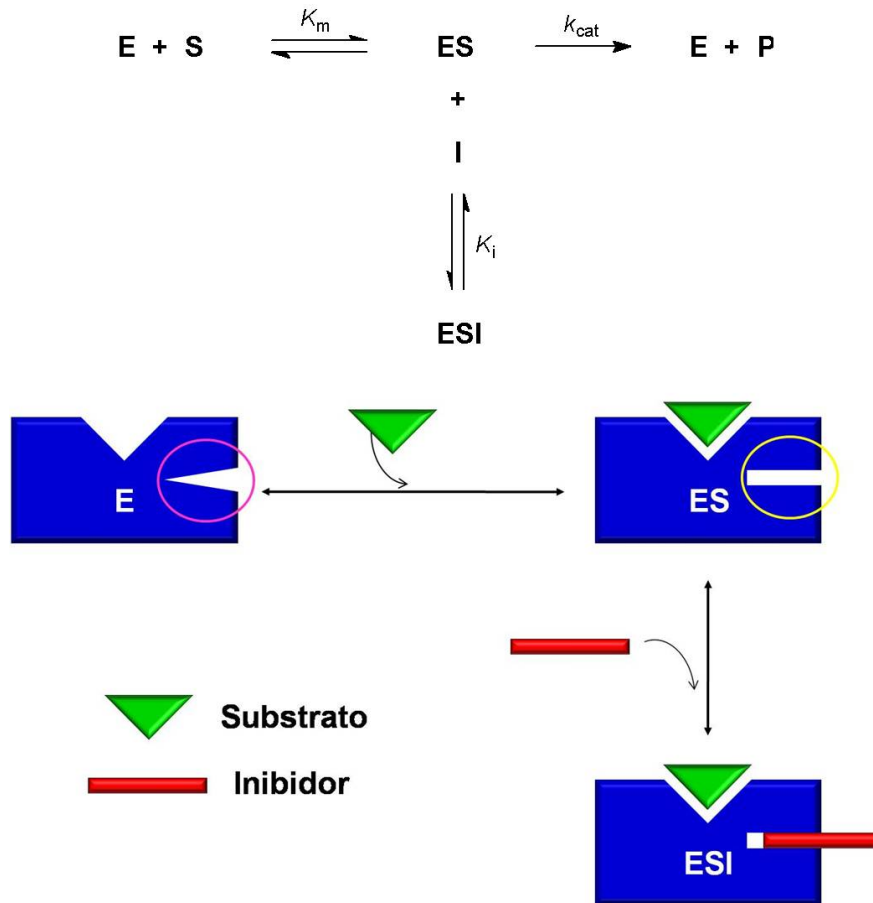 E + S Km ES kcat E + P
+
I
Ki
ESI
E
ES
Substrato
Inibidor
ESI